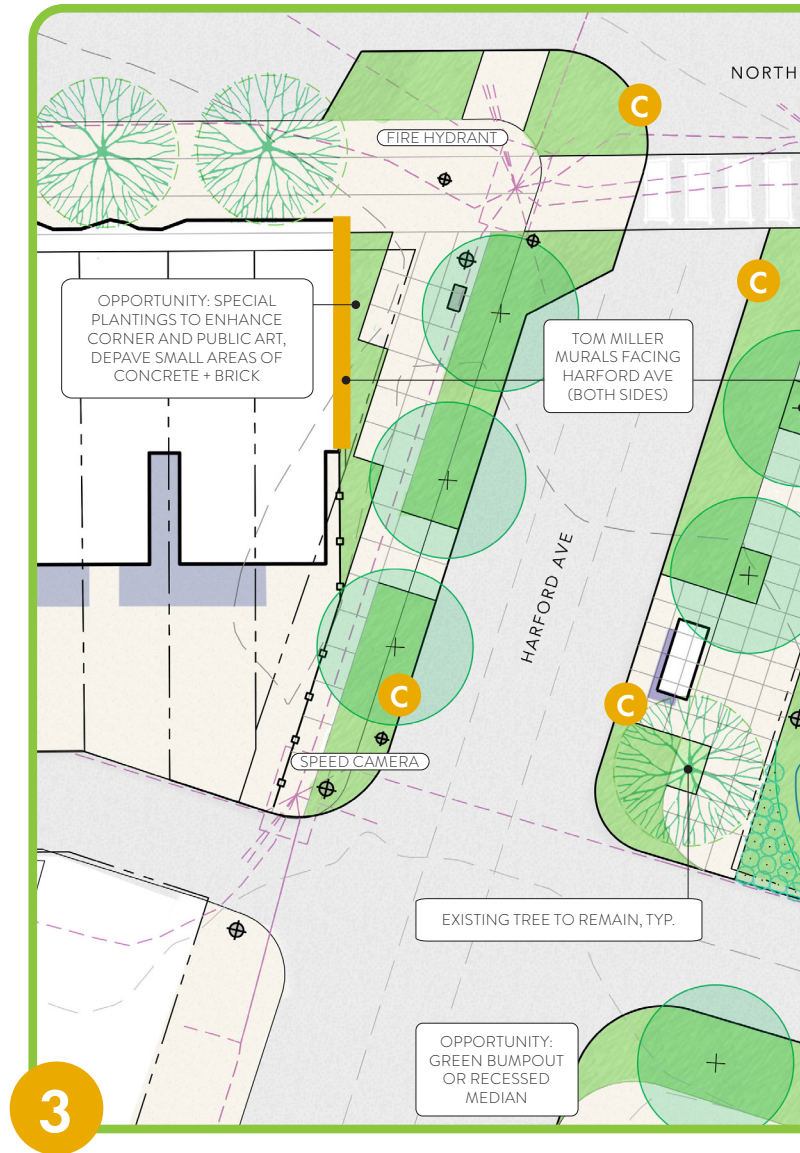 NORTH
C
FIRE HYDRANT
C
OPPORTUNITY: SPECIAL
PLANTINGS TO ENHANCE
CORNER AND PUBLIC ART,
DEPAVE SMALL AREAS OF
CONCRETE + BRICK
TOM MILLER
MURALS FACING
HARFORD AVE
(BOTH SIDES)
HARFORD AVE
C
C
SPEED CAMERA
EXISTING TREE TO REMAIN, TYP.
OPPORTUNITY:
GREEN BUMPOUT
OR RECESSED
MEDIAN
3